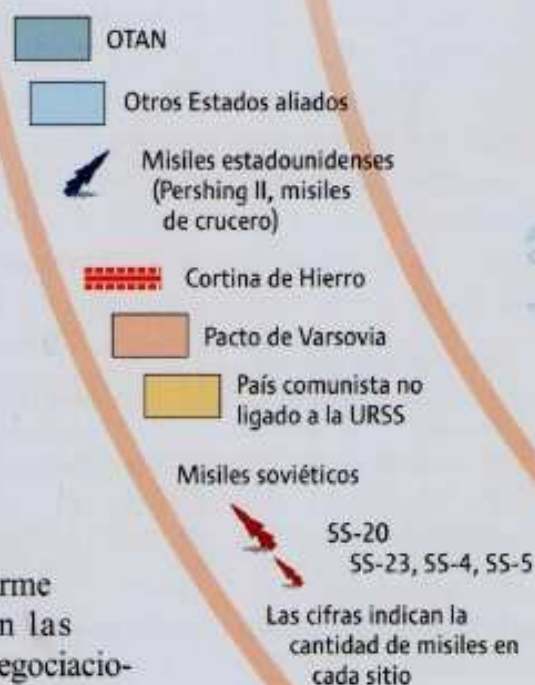 OTAN
Otros Estados aliados
Misiles estadounidenses
(Pershing II, misiles
de crucero)
Cortina de Hierro
Pacto de Varsovia
País comunista no
ligado a la URSS
Misiles soviéticos
SS-20
SS-23, SS-4, SS-5
Las cifras indican la
cantidad de misiles en
cada sitio
rme
n las
egociacio-